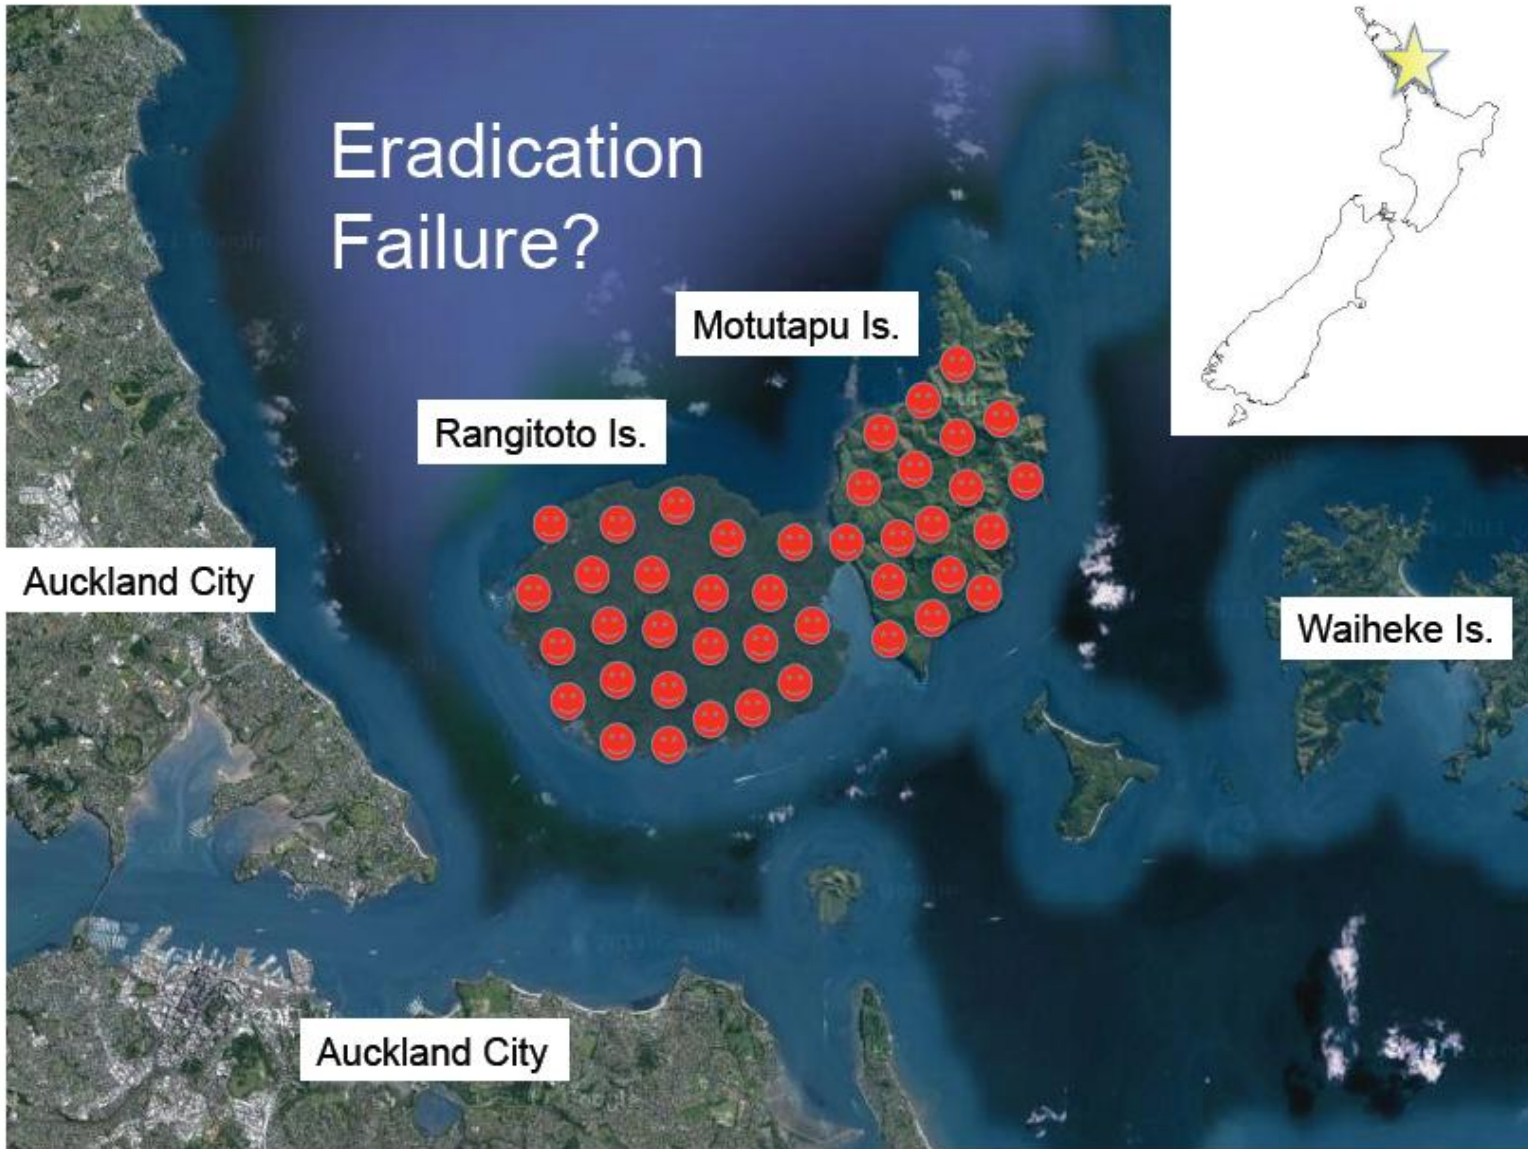 Eradication
Failure?
Motutapu Is.
Rangitoto Is.
Auckland City
Waiheke Is.
Auckland City